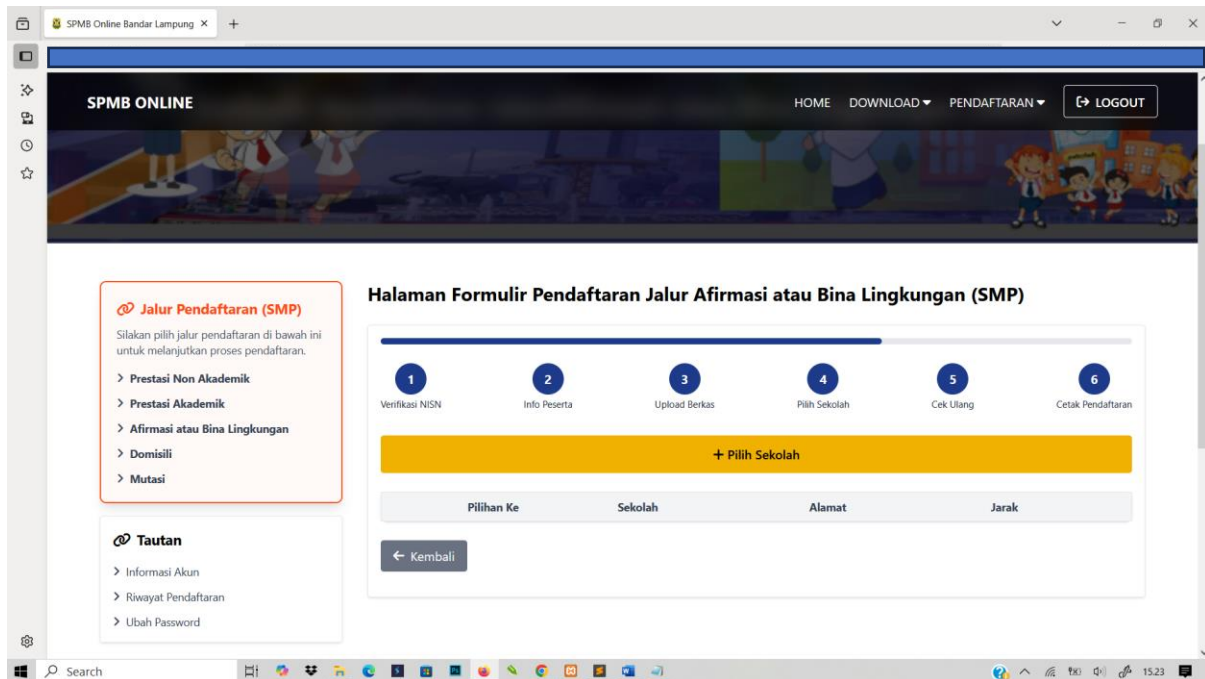 SPMB Online Bandar Lampung
SPMB ONLINE
HOME DOWNLOAD PENDAFTARAN LOGOUT
Jalur Pendaftaran (SMP)
Silakan pilih jalur pendaftaran di bawah ini
untuk melanjutkan proses pendaftaran.
Prestasi Non Akademik
Prestasi Akademik
Afirmasi atau Bina Lingkungan
Domisili
Mutasi
Tautan
Informasi Akun
Riwayat Pendaftaran
Ubah Password
Halaman Formulir Pendaftaran Jalur Afirmasi atau Bina Lingkungan (SMP)
1 2 3 4 5 6
Verifikasi NISN Info Peserta Upload Berkas Pilih Sekolah Cek Ulang Cetak Pendaftaran
+ Pilih Sekolah
Pilihan Ke Sekolah Alamat Jarak
← Kembali
Search
15.23